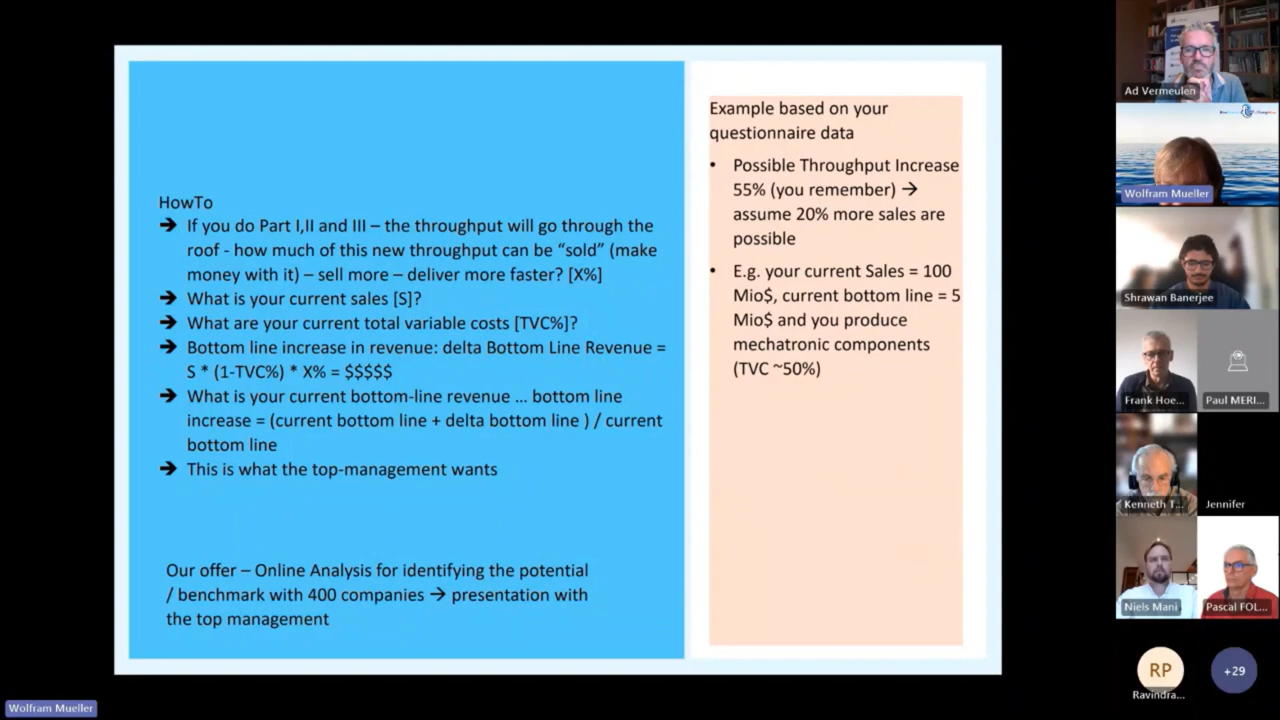 HowTo
➔ If you do Part I,II and III – the throughput will go through the
roof - how much of this new throughput can be “sold” (make
money with it) – sell more – deliver more faster? [X%]
➔ What is your current sales [S]?
➔ What are your current total variable costs [TVC%]?
➔ Bottom line increase in revenue: delta Bottom Line Revenue =
S * (1-TVC%) * X% = $$$$$
➔ What is your current bottom-line revenue … bottom line
increase = (current bottom line + delta bottom line ) / current
bottom line
➔ This is what the top-management wants
Our offer – Online Analysis for identifying the potential
/ benchmark with 400 companies → presentation with
the top management
Example based on your
questionnaire data
• Possible Throughput Increase
55% (you remember) →
assume 20% more sales are
possible
• E.g. your current Sales = 100
Mio$, current bottom line = 5
Mio$ and you produce
mechatronic components
(TVC ~50%)
Ad Vermeulen
Wolfram Mueller
Shrawan Banerjee
Frank Hoe...
Paul MERI...
Kenneth T...
Jennifer
Niels Mani
Pascal FOL...
RP
Ravindra...
+29
Wolfram Mueller